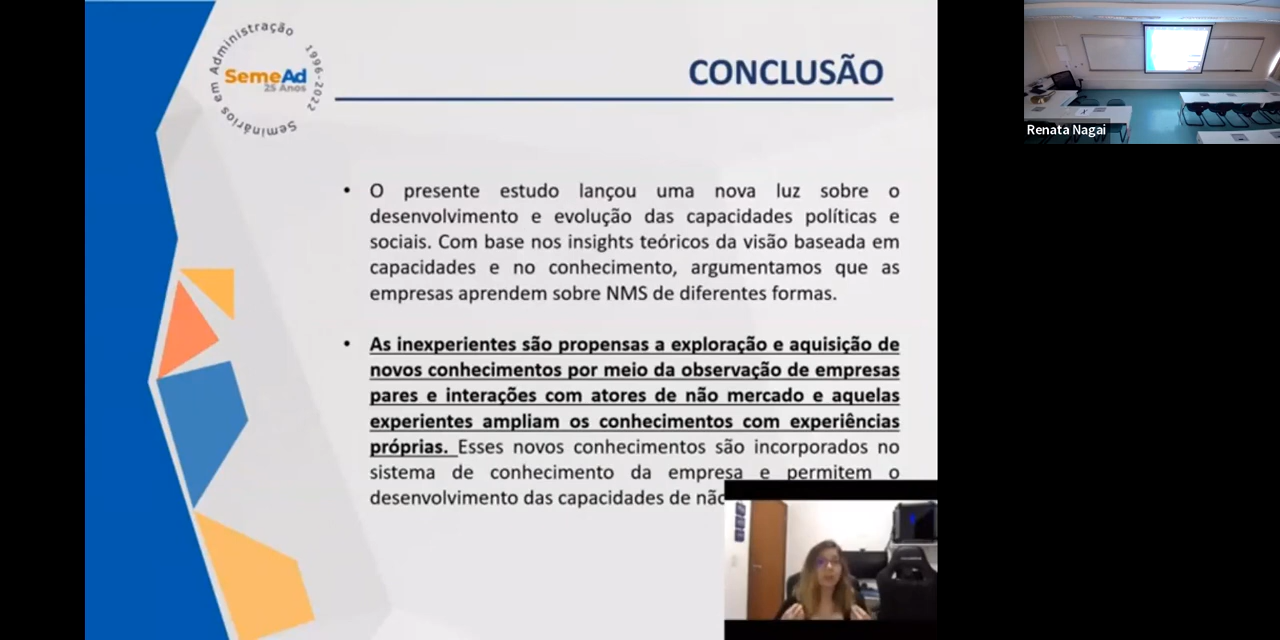 Seminários em Administração 1996-2022
SemeAd
25 Anos
CONCLUSÃO
• O presente estudo lançou uma nova luz sobre o
desenvolvimento e evolução das capacidades políticas e
sociais. Com base nos insights teóricos da visão baseada em
capacidades e no conhecimento, argumentamos que as
empresas aprendem sobre NMS de diferentes formas.
• As inexperientes são propensas a exploração e aquisição de
novos conhecimentos por meio da observação de empresas
pares e interações com atores de não mercado e aquelas
experientes ampliam os conhecimentos com experiências
próprias. Esses novos conhecimentos são incorporados no
sistema de conhecimento da empresa e permitem o
desenvolvimento das capacidades de não
Renata Nagai